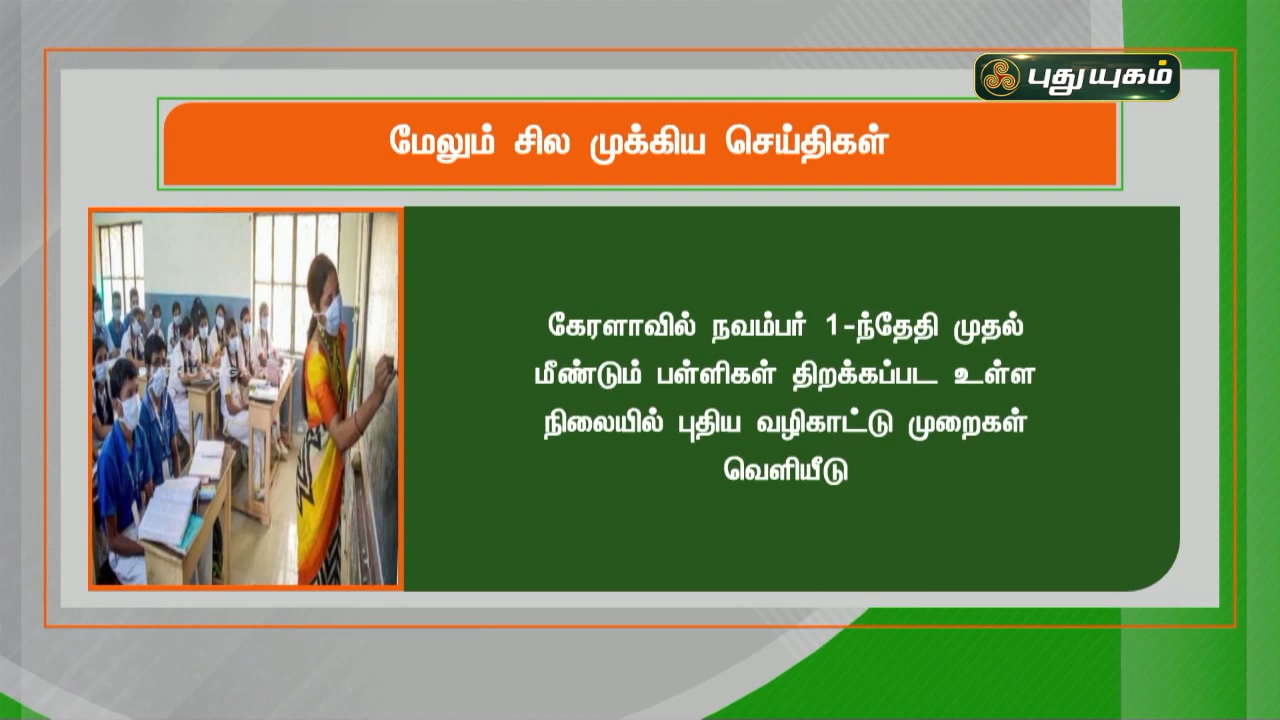 புதுயுகம்
மேலும் சில முக்கிய செய்திகள்
கேரளாவில் நவம்பர் 1-ந்தேதி முதல்
மீண்டும் பள்ளிகள் திறக்கப்பட உள்ள
நிலையில் புதிய வழிகாட்டு முறைகள்
வெளியீடு